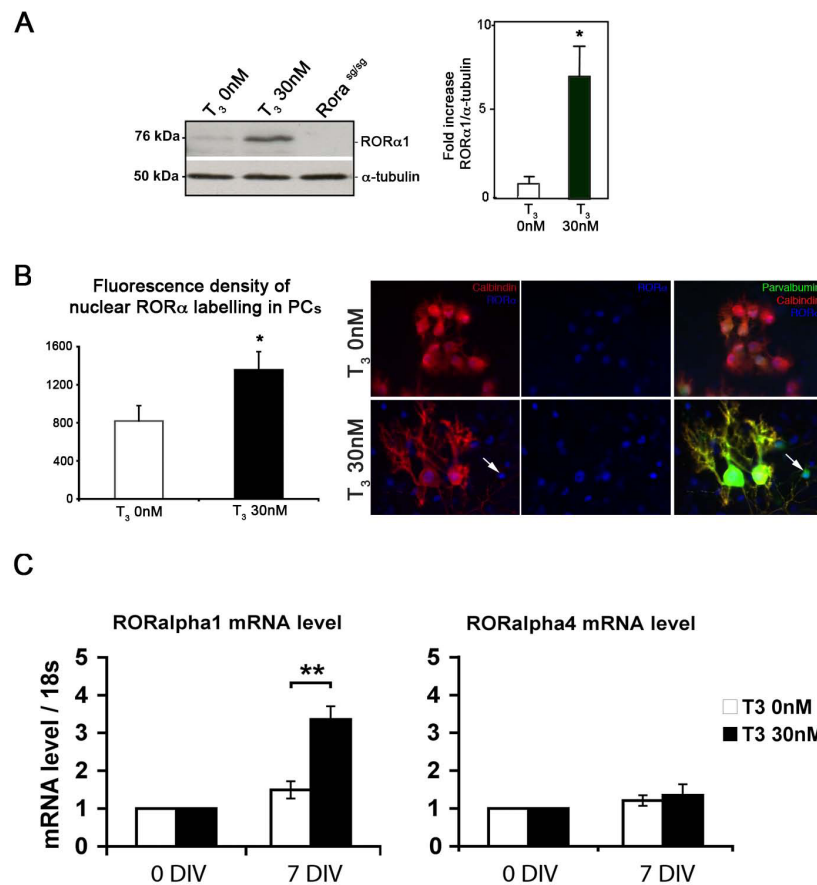 A
T3 0nM
T3 30nM
Rora sg/sg
76 kDa
RORα1
50 kDa
α-tubulin
Fold increase
RORα1/α-tubulin
10
5
0
*
T3
0nM
T3
30nM
B
Fluorescence density of
nuclear RORα labelling in PCs
1600
1200
800
400
0
*
T3 0nM
T3 30nM
T3 0nM
T3 30nM
Calbindin
RORα
RORα
Parvalbumin
Calbindin
C
RORalpha1 mRNA level
mRNA level / 18s
5
4
3
2
1
0
**
0 DIV
7 DIV
RORalpha4 mRNA level
5
4
3
2
1
0
0 DIV
7 DIV
T3 0nM
T3 30nM